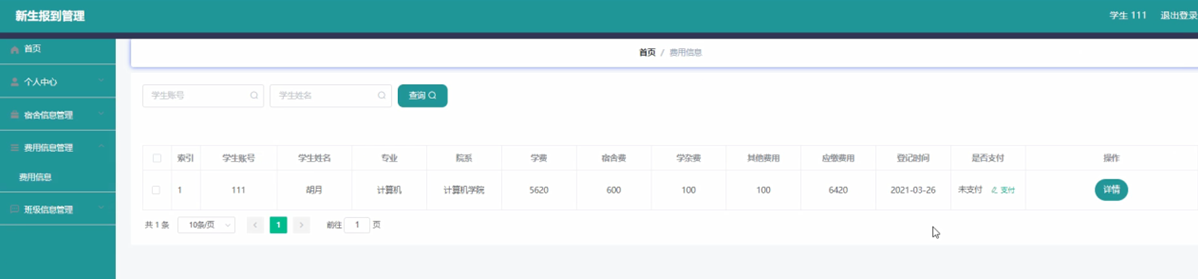 新生报到管理
学生 111 退出登录
首页
个人中心
宿舍信息管理
费用信息管理
费用信息
班级信息管理
首页 / 费用信息
学生账号 学生姓名 查询
索引 学生账号 学生姓名 专业 院系 学费 宿舍费 学杂费 其他费用 应缴费用 登记时间 是否支付 操作
1 111 胡月 计算机 计算机学院 5620 600 100 100 6420 2021-03-26 未支付 支付 详情
共 1 条 10条/页 < 1 > 前往 1 页